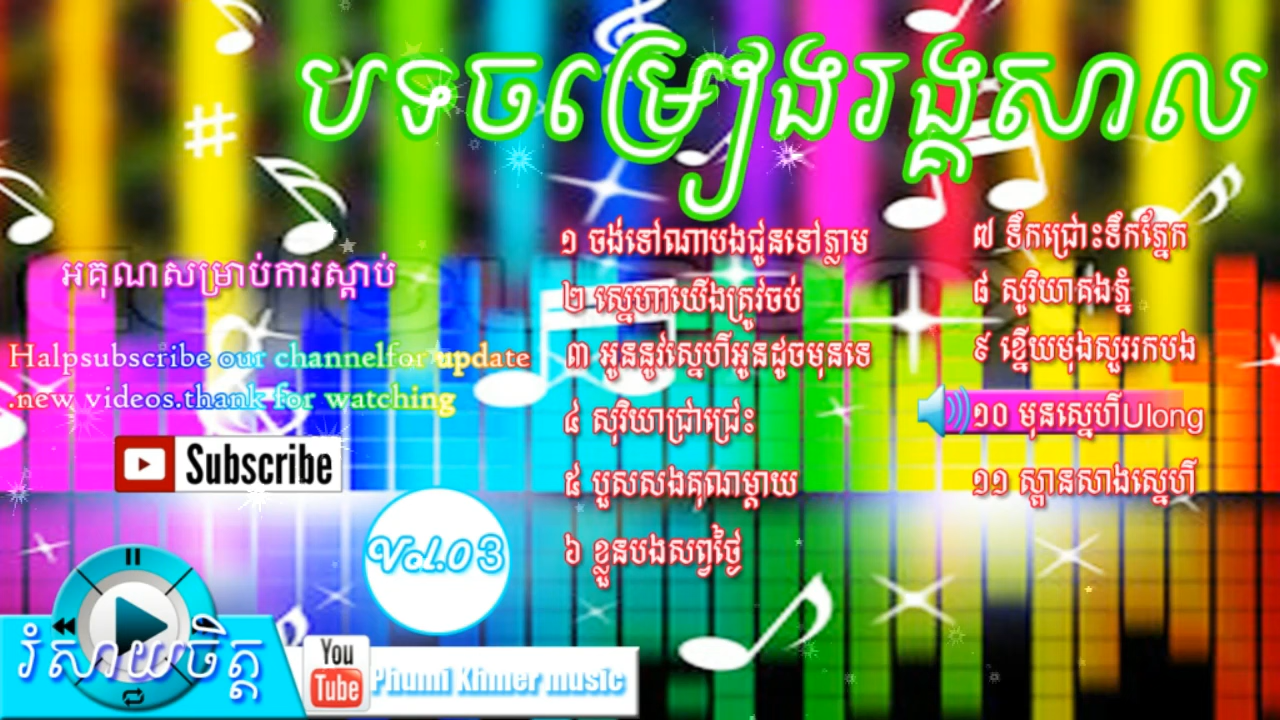 បទចម្រៀងរង្គសាល
១ ចង់ទៅណាបងជូនទៅភ្លាម
២ ស្នេហាយើងត្រូវចប់
៣ អូននូវស្នេហ៍អូនដូចមុនទេ
៤ សុរិយាជ្រាជ្រេះ
៥ បួសសងគុណម្តាយ
៦ ខ្លួនបងសព្វថ្ងៃ
៧ ទឹកជ្រោះទឹកភ្នែក
៨ សូរិយាគងភ្នំ
៩ ខ្នើយមុងសួររកបង
១០ មុនស្នេហ៍Ulong
១១ ស្ពានសាងស្នេហ៍
អគុណសម្រាប់ការស្តាប់
Halpsubscribe our channelfor update
.new videos.thank for watching
Subscribe
Vol.03
រំសាយចិត្ត
You
Tube
Phumi Khmer music